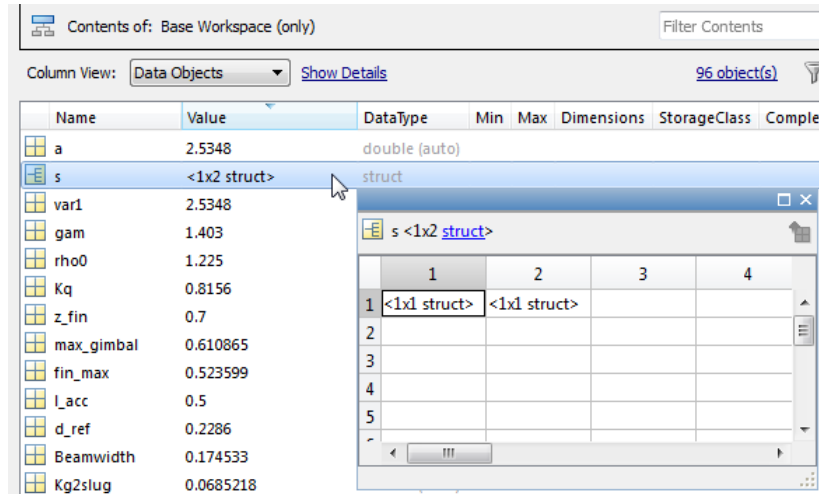 Contents of: Base Workspace (only)
Filter Contents
Column View: Data Objects Show Details 96 object(s)
Name Value DataType Min Max Dimensions StorageClass Comple
a 2.5348 double (auto)
s <1x2 struct> struct
var1 2.5348
gam 1.403
rho0 1.225
Kq 0.8156
z_fin 0.7
max_gimbal 0.610865
fin_max 0.523599
l_acc 0.5
d_ref 0.2286
Beamwidth 0.174533
Kg2slug 0.0685218
s <1x2 struct>
1 2 3 4
1 <1x1 struct> <1x1 struct>
2
3
4
5